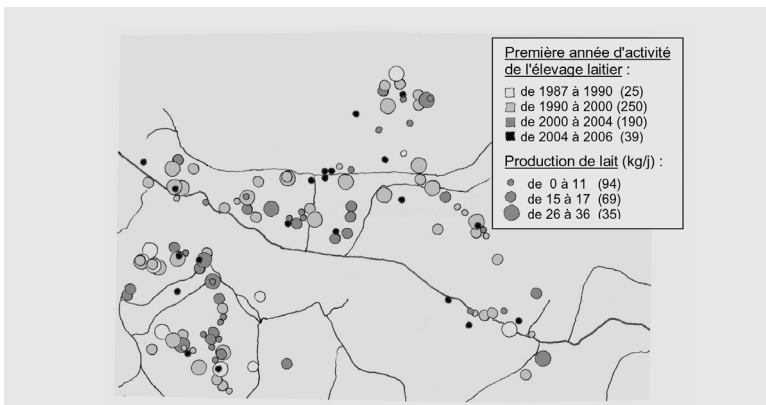 Première année d'activité
de l'élevage laitier :
de 1987 à 1990 (25)
de 1990 à 2000 (250)
de 2000 à 2004 (190)
de 2004 à 2006 (39)
Production de lait (kg/j) :
de 0 à 11 (94)
de 15 à 17 (69)
de 26 à 36 (35)